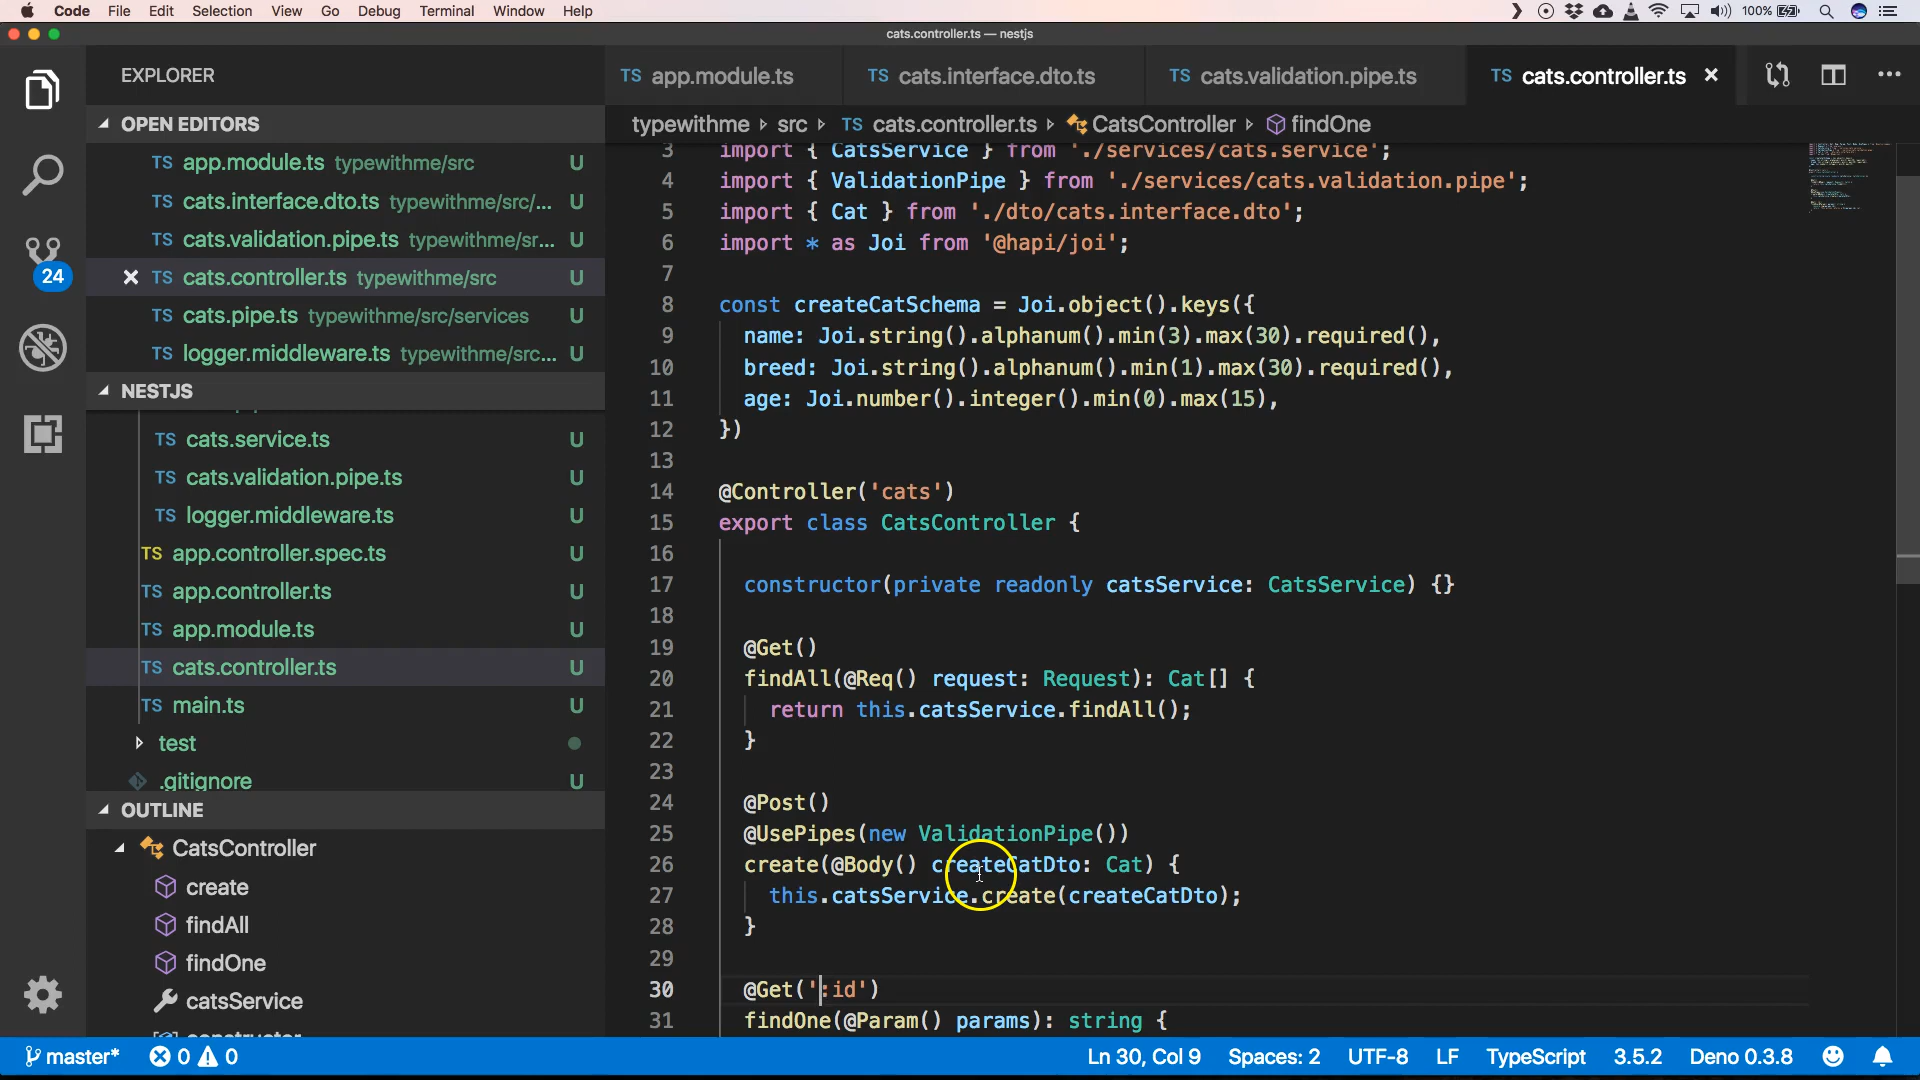 Code File Edit Selection View Go Debug Terminal Window Help 100%
cats.controller.ts — nestjs
EXPLORER
OPEN EDITORS
TS app.module.ts typewithme/src U
TS cats.interface.dto.ts typewithme/src/... U
TS cats.validation.pipe.ts typewithme/sr... U
TS cats.controller.ts typewithme/src U
TS cats.pipe.ts typewithme/src/services U
TS logger.middleware.ts typewithme/src... U
24
NESTJS
TS cats.service.ts U
TS cats.validation.pipe.ts U
TS logger.middleware.ts U
TS app.controller.spec.ts U
TS app.controller.ts U
TS app.module.ts U
TS cats.controller.ts U
TS main.ts U
test
.gitignore U
OUTLINE
CatsController
create
findAll
findOne
catsService
constructor
TS app.module.ts TS cats.interface.dto.ts TS cats.validation.pipe.ts TS cats.controller.ts
typewithme src TS cats.controller.ts CatsController findOne
3 import { CatsService } from './services/cats.service';
4 import { ValidationPipe } from './services/cats.validation.pipe';
5 import { Cat } from './dto/cats.interface.dto';
6 import * as Joi from '@hapi/joi';
7
8 const createCatSchema = Joi.object().keys({
9 name: Joi.string().alphanum().min(3).max(30).required(),
10 breed: Joi.string().alphanum().min(1).max(30).required(),
11 age: Joi.number().integer().min(0).max(15),
12 })
13
14 @Controller('cats')
15 export class CatsController {
16
17 constructor(private readonly catsService: CatsService) {}
18
19 @Get()
20 findAll(@Req() request: Request): Cat[] {
21 return this.catsService.findAll();
22 }
23
24 @Post()
25 @UsePipes(new ValidationPipe())
26 create(@Body() createCatDto: Cat) {
27 this.catsService.create(createCatDto);
28 }
29
30 @Get(':id')
31 findOne(@Param() params): string {
master* 0 0 Ln 30, Col 9 Spaces: 2 UTF-8 LF TypeScript 3.5.2 Deno 0.3.8